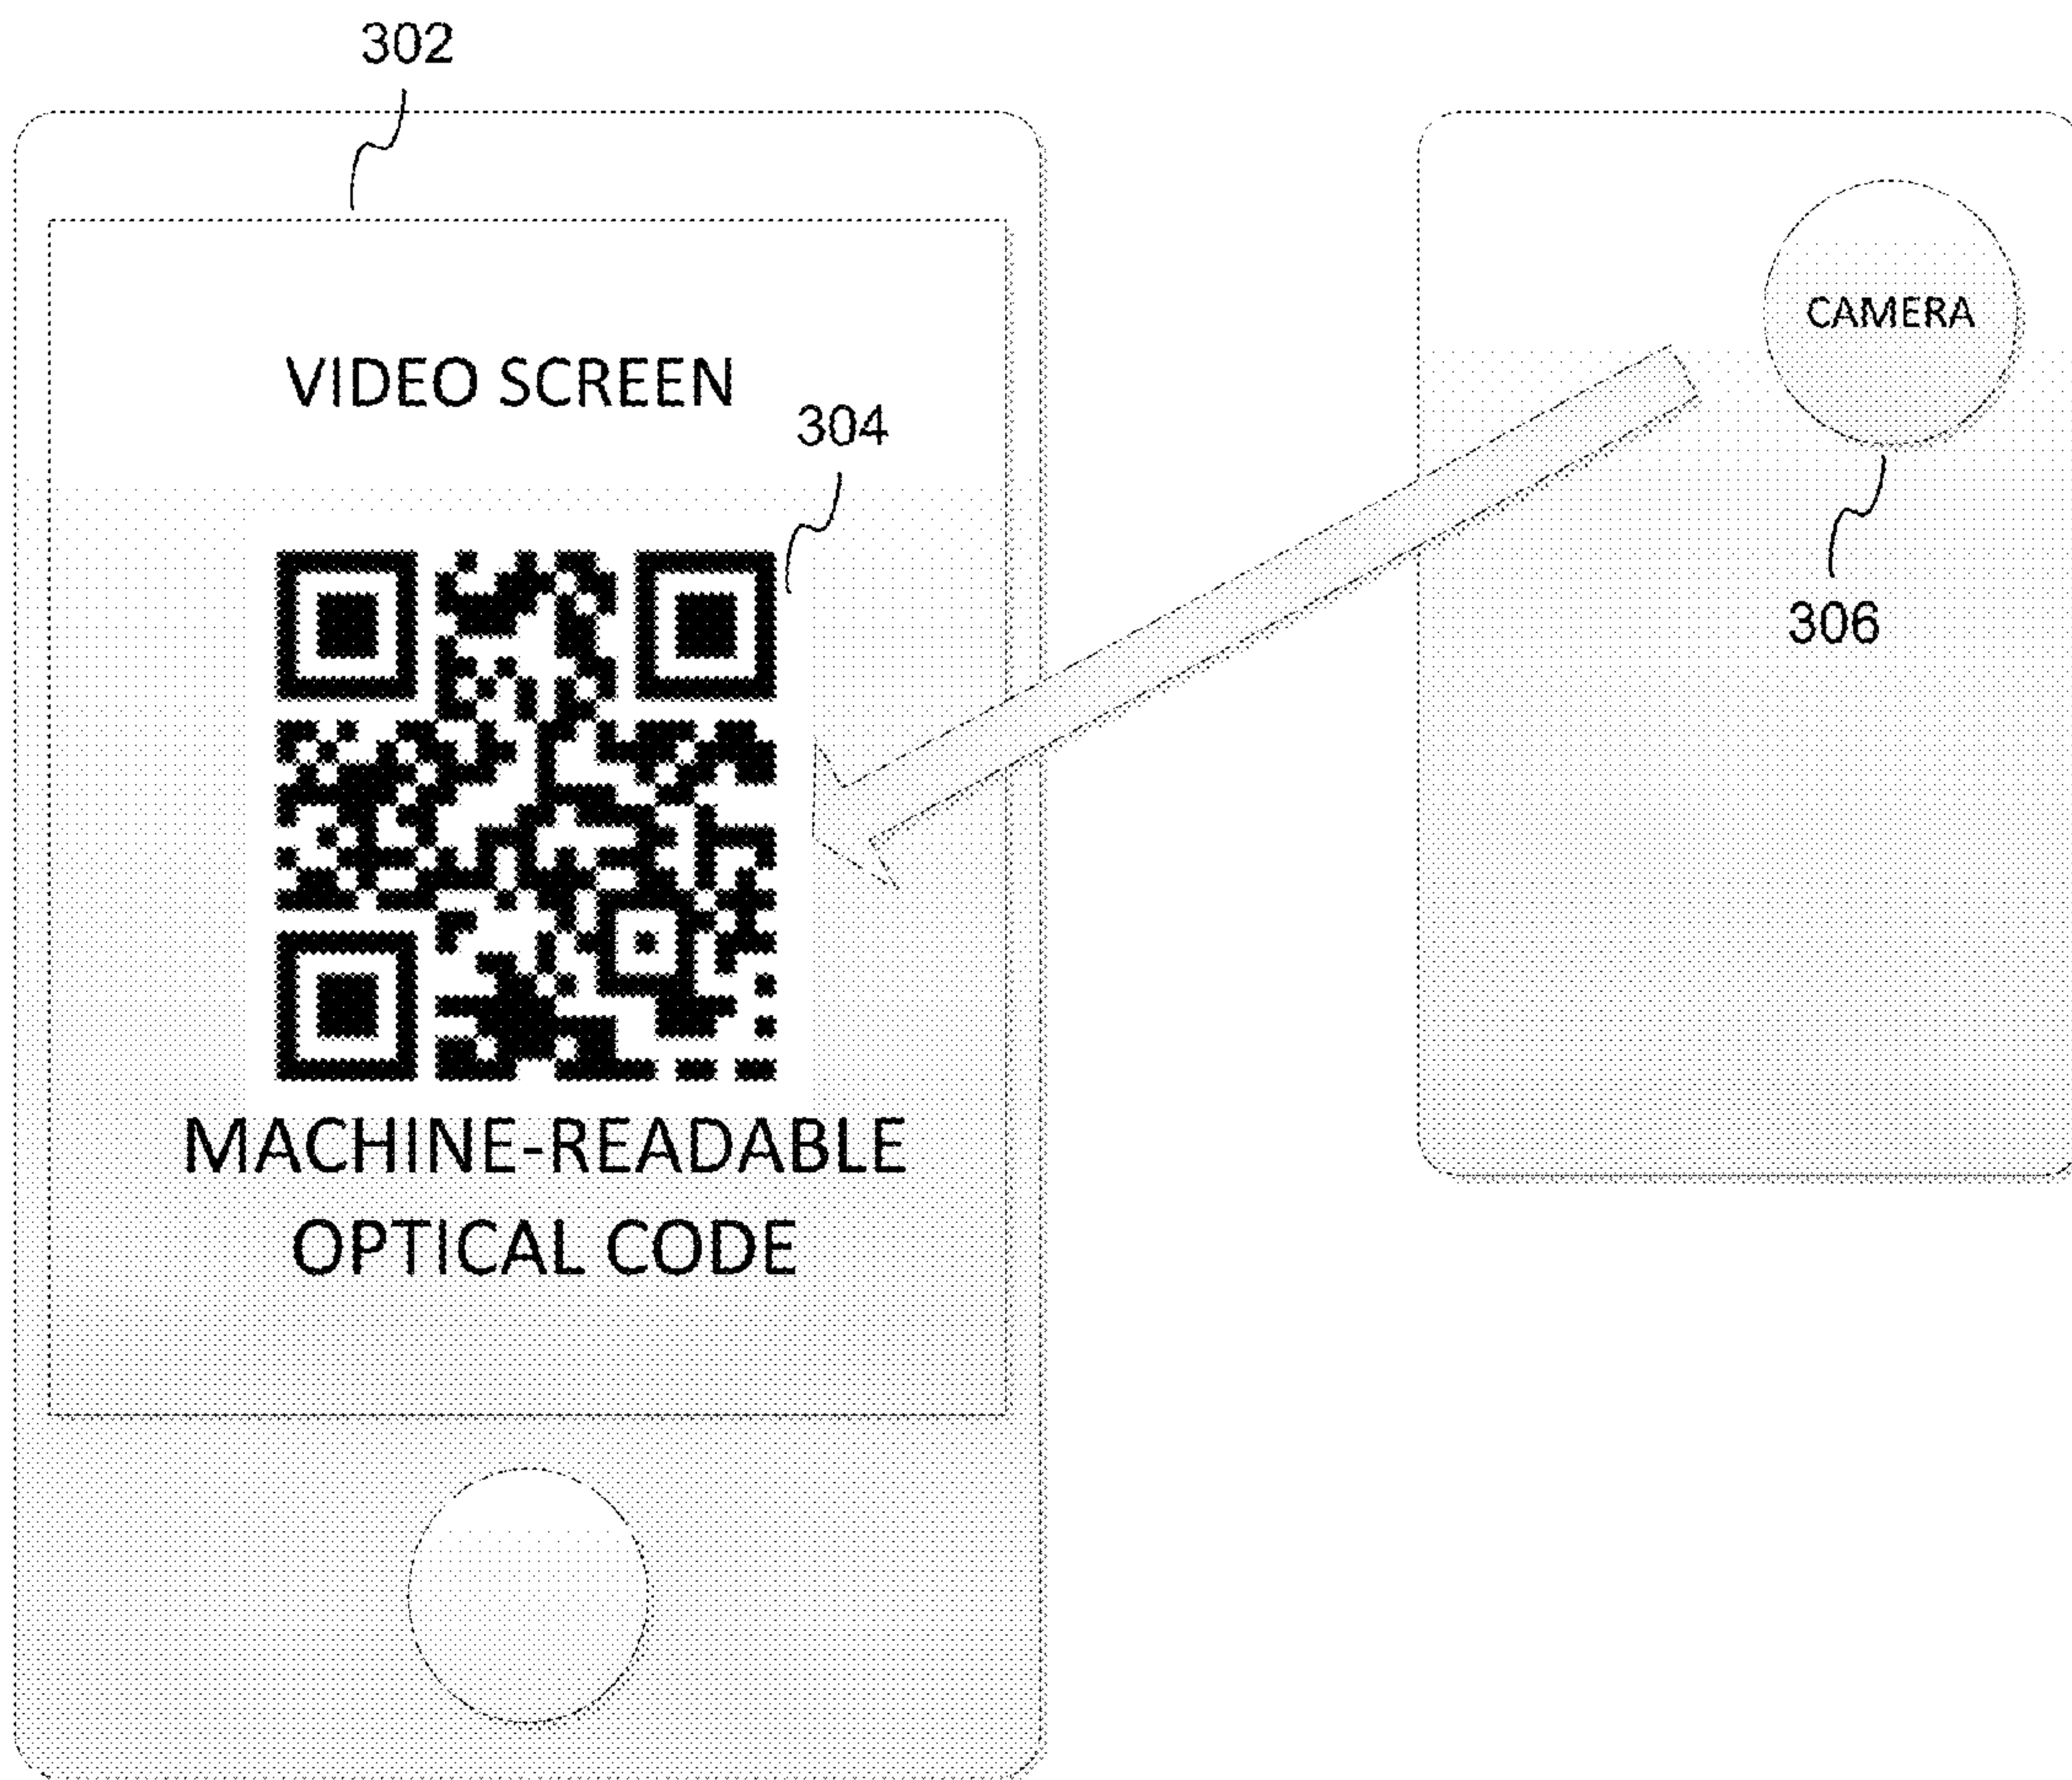 302
VIDEO SCREEN
304
MACHINE-READABLE
OPTICAL CODE
CAMERA
306